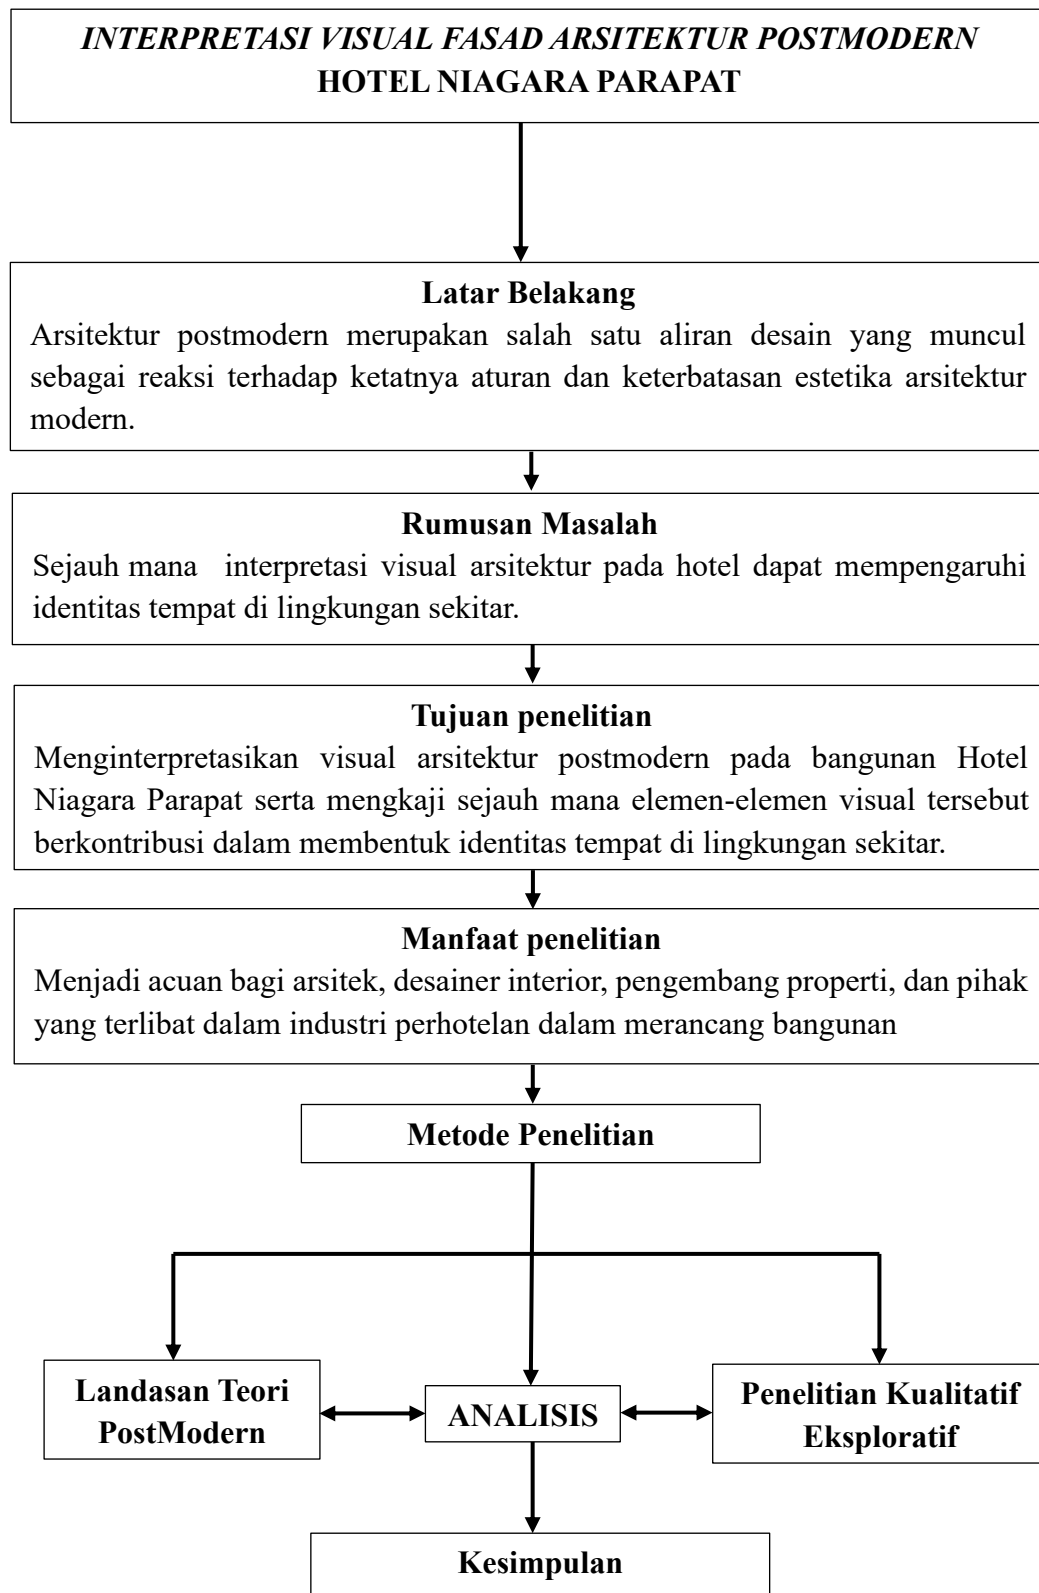 INTERPRETASI VISUAL FASAD ARSITEKTUR POSTMODERN
HOTEL NIAGARA PARAPAT
Latar Belakang
Arsitektur postmodern merupakan salah satu aliran desain yang muncul
sebagai reaksi terhadap ketatnya aturan dan keterbatasan estetika arsitektur
modern.
Rumusan Masalah
Sejauh mana interpretasi visual arsitektur pada hotel dapat mempengaruhi
identitas tempat di lingkungan sekitar.
Tujuan penelitian
Menginterpretasikan visual arsitektur postmodern pada bangunan Hotel
Niagara Parapat serta mengkaji sejauh mana elemen-elemen visual tersebut
berkontribusi dalam membentuk identitas tempat di lingkungan sekitar.
Manfaat penelitian
Menjadi acuan bagi arsitek, desainer interior, pengembang properti, dan pihak
yang terlibat dalam industri perhotelan dalam merancang bangunan
Metode Penelitian
Landasan Teori
PostModern
ANALISIS
Penelitian Kualitatif
Eksploratif
Kesimpulan